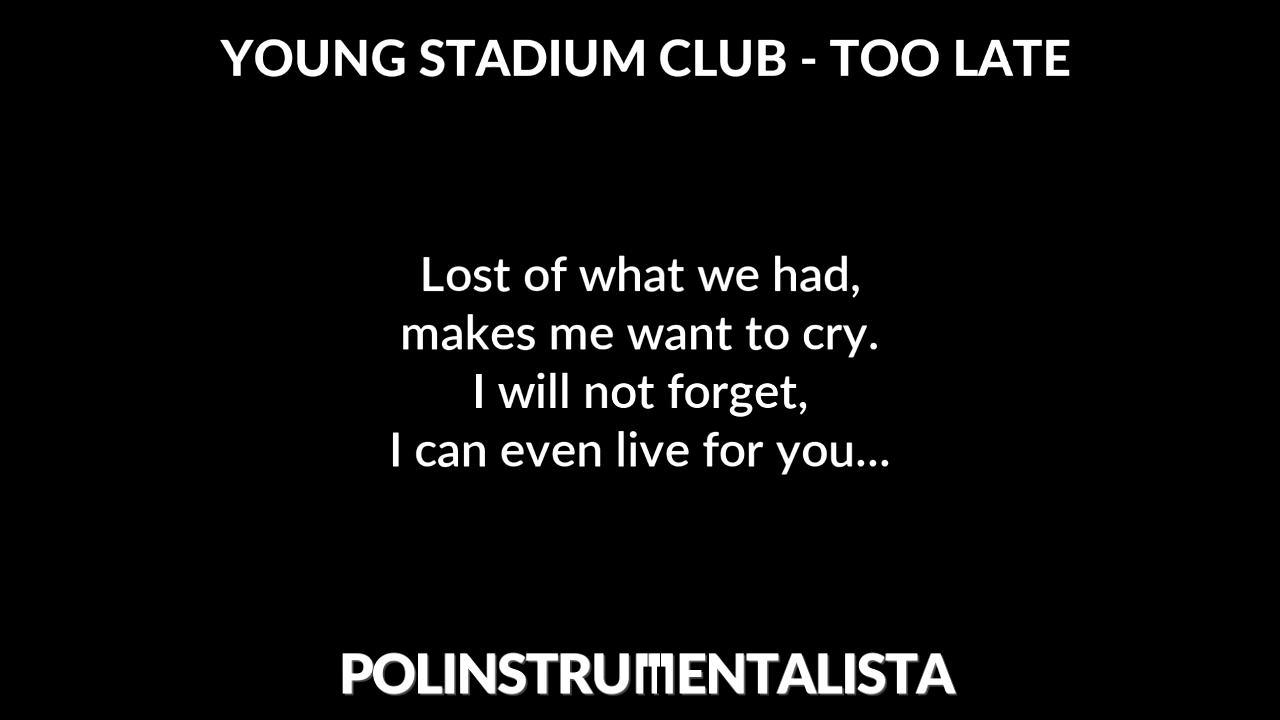 YOUNG STADIUM CLUB - TOO LATE
Lost of what we had,
makes me want to cry.
I will not forget,
I can even live for you...
POLINSTRUMENTALISTA